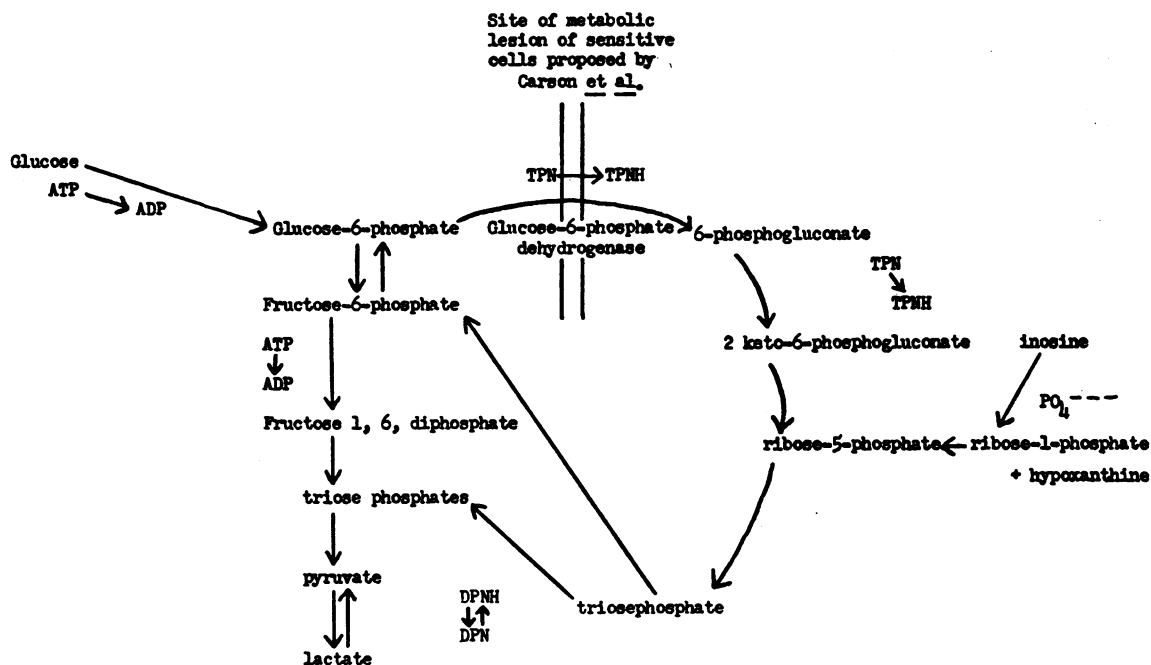 Site of metabolic
lesion of sensitive
cells proposed by
Carson et al.
Glucose
ATP
ADP
TPN
TPNH
Glucose-6-phosphate
Glucose-6-phosphate
dehydrogenase
6-phosphogluconate
TPN
TPNH
Fructose-6-phosphate
ATP
ADP
2 keto-6-phosphogluconate
inosine
PO4---
Fructose 1, 6, diphosphate
ribose-5-phosphate
ribose-1-phosphate
+ hypoxanthine
triose phosphates
pyruvate
DPNH
DPN
triosephosphate
lactate